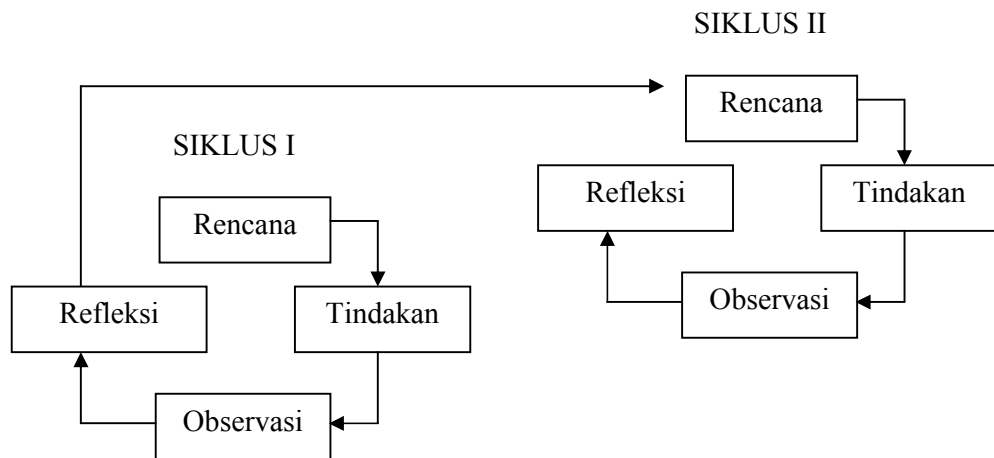 SIKLUS II
Rencana
SIKLUS I
Refleksi
Tindakan
Rencana
Observasi
Refleksi
Tindakan
Observasi